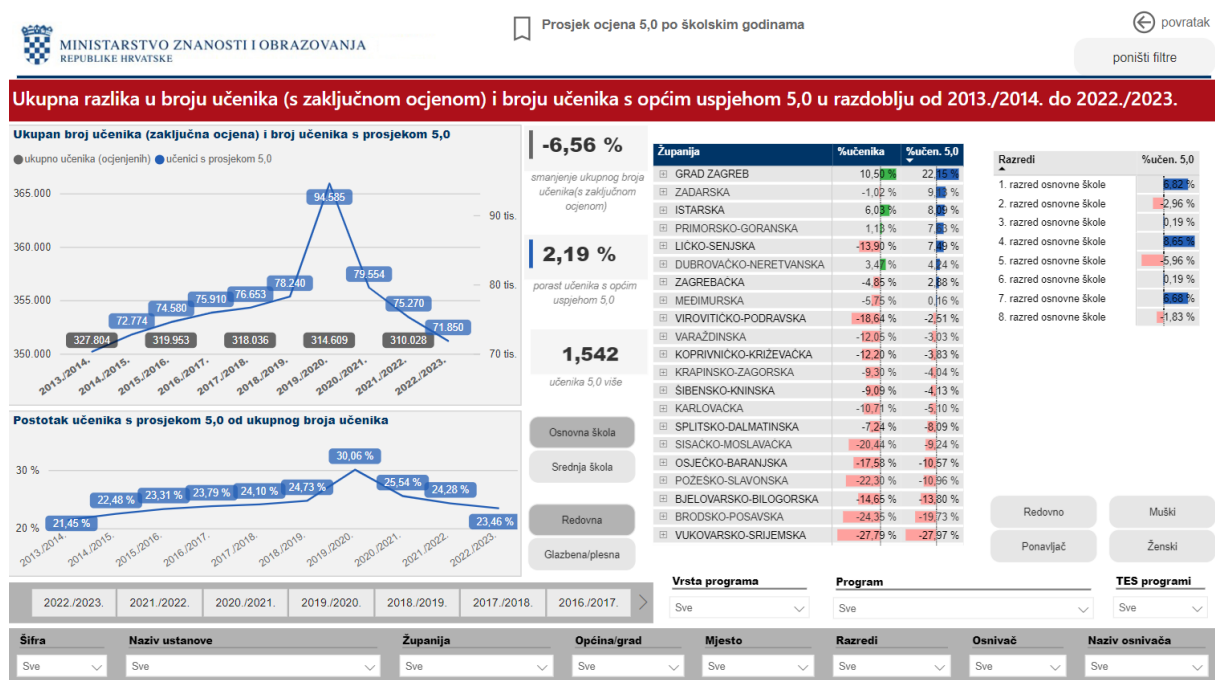 Prosjek ocjena 5,0 po školskim godinama
povratak
MINISTARSTVO ZNANOSTI I OBRAZOVANJA
REPUBLIKE HRVATSKE
poništi filtre
Ukupna razlika u broju učenika (s zaključnom ocjenom) i broju učenika s općim uspjehom 5,0 u razdoblju od 2013./2014. do 2022./2023.
Ukupan broj učenika (zaključna ocjena) i broj učenika s prosjekom 5,0
ukupno učenika (ocjenjenih) učenici s prosjekom 5,0
365.000
360.000
355.000
350.000
90 tis.
80 tis.
70 tis.
72.774
74.580
75.910
76.653
78.240
94.585
79.554
75.270
71.850
327.804
319.953
318.036
314.609
310.028
2013./2014.
2014./2015.
2015./2016.
2016./2017.
2017./2018.
2018./2019.
2019./2020.
2020./2021.
2021./2022.
2022./2023.
Postotak učenika s prosjekom 5,0 od ukupnog broja učenika
30 %
20 %
21,45 %
22,48 %
23,31 %
23,79 %
24,10 %
24,73 %
30,06 %
25,54 %
24,28 %
23,46 %
2013./2014.
2014./2015.
2015./2016.
2016./2017.
2017./2018.
2018./2019.
2019./2020.
2020./2021.
2021./2022.
2022./2023.
-6,56 %
smanjenje ukupnog broja
učenika(s zaključnom
ocjenom)
2,19 %
porast učenika s općim
uspjehom 5,0
1,542
učenika 5,0 više
Osnovna škola
Srednja škola
Redovna
Glazbena/plesna
Županija %učenika %učen. 5,0
GRAD ZAGREB 10,50 % 22,15 %
ZADARSKA -1,02 % 9,13 %
ISTARSKA 6,03 % 8,09 %
PRIMORSKO-GORANSKA 1,13 % %
LIČKO-SENJSKA -13,90 % 7,49 %
DUBROVAČKO-NERETVANSKA 3,47 % 4,24 %
ZAGREBAČKA -4,85 % 2,88 %
MEĐIMURSKA -5,75 % 0,16 %
VIROVITIČKO-PODRAVSKA -18,64 % -2,51 %
VARAŽDINSKA -12,05 % -3,03 %
KOPRIVNIČKO-KRIŽEVAČKA -12,20 % -3,83 %
KRAPINSKO-ZAGORSKA -9,30 % -4,04 %
ŠIBENSKO-KNINSKA -9,09 % -4,13 %
KARLOVAČKA -10,71 % -5,10 %
SPLITSKO-DALMATINSKA -7,24 % -8,09 %
SISAČKO-MOSLAVAČKA -20,44 % -9,24 %
OSJEČKO-BARANJSKA -17,58 % -10,57 %
POŽEŠKO-SLAVONSKA -22,30 % -10,96 %
BJELOVARSKO-BILOGORSKA -14,65 % -13,80 %
BRODSKO-POSAVSKA -24,35 % -19,73 %
VUKOVARSKO-SRIJEMSKA -27,79 % -27,97 %
Razredi %učen. 5,0
1. razred osnovne škole 6,82 %
2. razred osnovne škole -2,96 %
3. razred osnovne škole 0,19 %
4. razred osnovne škole 8,65 %
5. razred osnovne škole -5,96 %
6. razred osnovne škole 0,19 %
7. razred osnovne škole 6,68 %
8. razred osnovne škole -1,83 %
Redovno
Muški
Ponavljač
Ženski
2022./2023. 2021./2022. 2020./2021. 2019./2020. 2018./2019. 2017./2018. 2016./2017.
Vrsta programa Program TES programi
Sve Sve Sve
Šifra Naziv ustanove Županija Općina/grad Mjesto Razredi Osnivač Naziv osnivača
Sve Sve Sve Sve Sve Sve Sve Sve